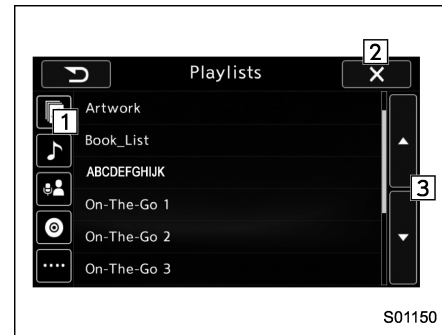 2
Playlists
X
Artwork
1
Book_List
ABCDEFGHIJK
3
On-The-Go 1
On-The-Go 2
On-The-Go 3
S01150